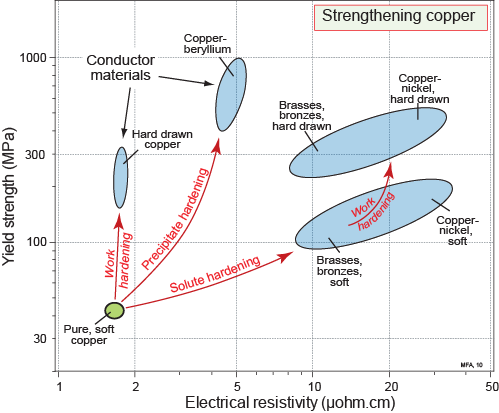 Strengthening copper
Yield strength (MPa)
1000
300
100
30
Conductor
materials
Copper-
beryllium
Hard drawn
copper
Brasses,
bronzes,
hard drawn
Copper-
nickel,
hard drawn
Work
hardening
Precipitate hardening
Solute hardening
Work
hardening
Copper-
nickel,
soft
Brasses,
bronzes,
soft
Pure, soft
copper
MFA, 10
1
2
5
10
20
50
Electrical resistivity (μohm.cm)